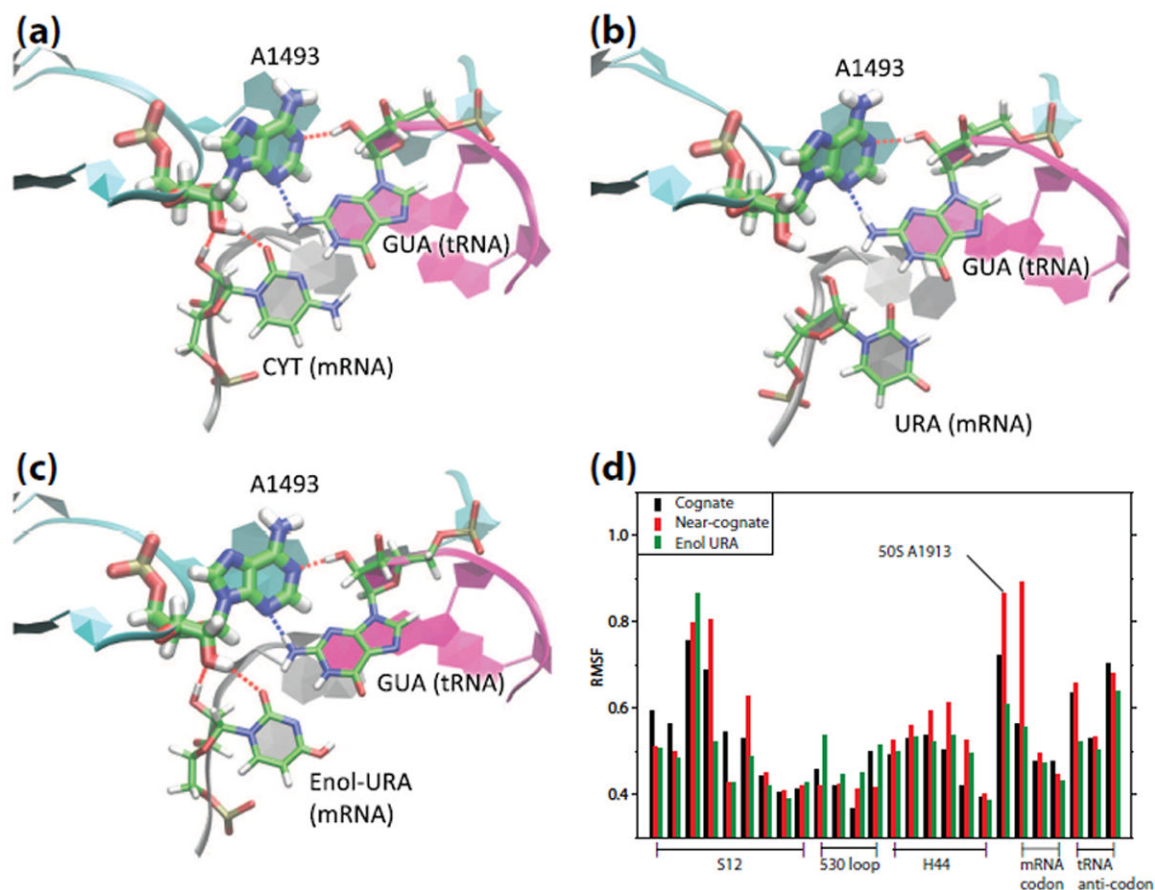 (a)
A1493
GUA (tRNA)
CYT (mRNA)
(b)
A1493
GUA (tRNA)
URA (mRNA)
(c)
A1493
GUA (tRNA)
Enol-URA
(mRNA)
(d)
Cognate
Near-cognate
Enol URA
50S A1913
1.0
0.8
0.6
0.4
RMSF
S12
530 loop
H44
mRNA
codon
tRNA
anti-codon